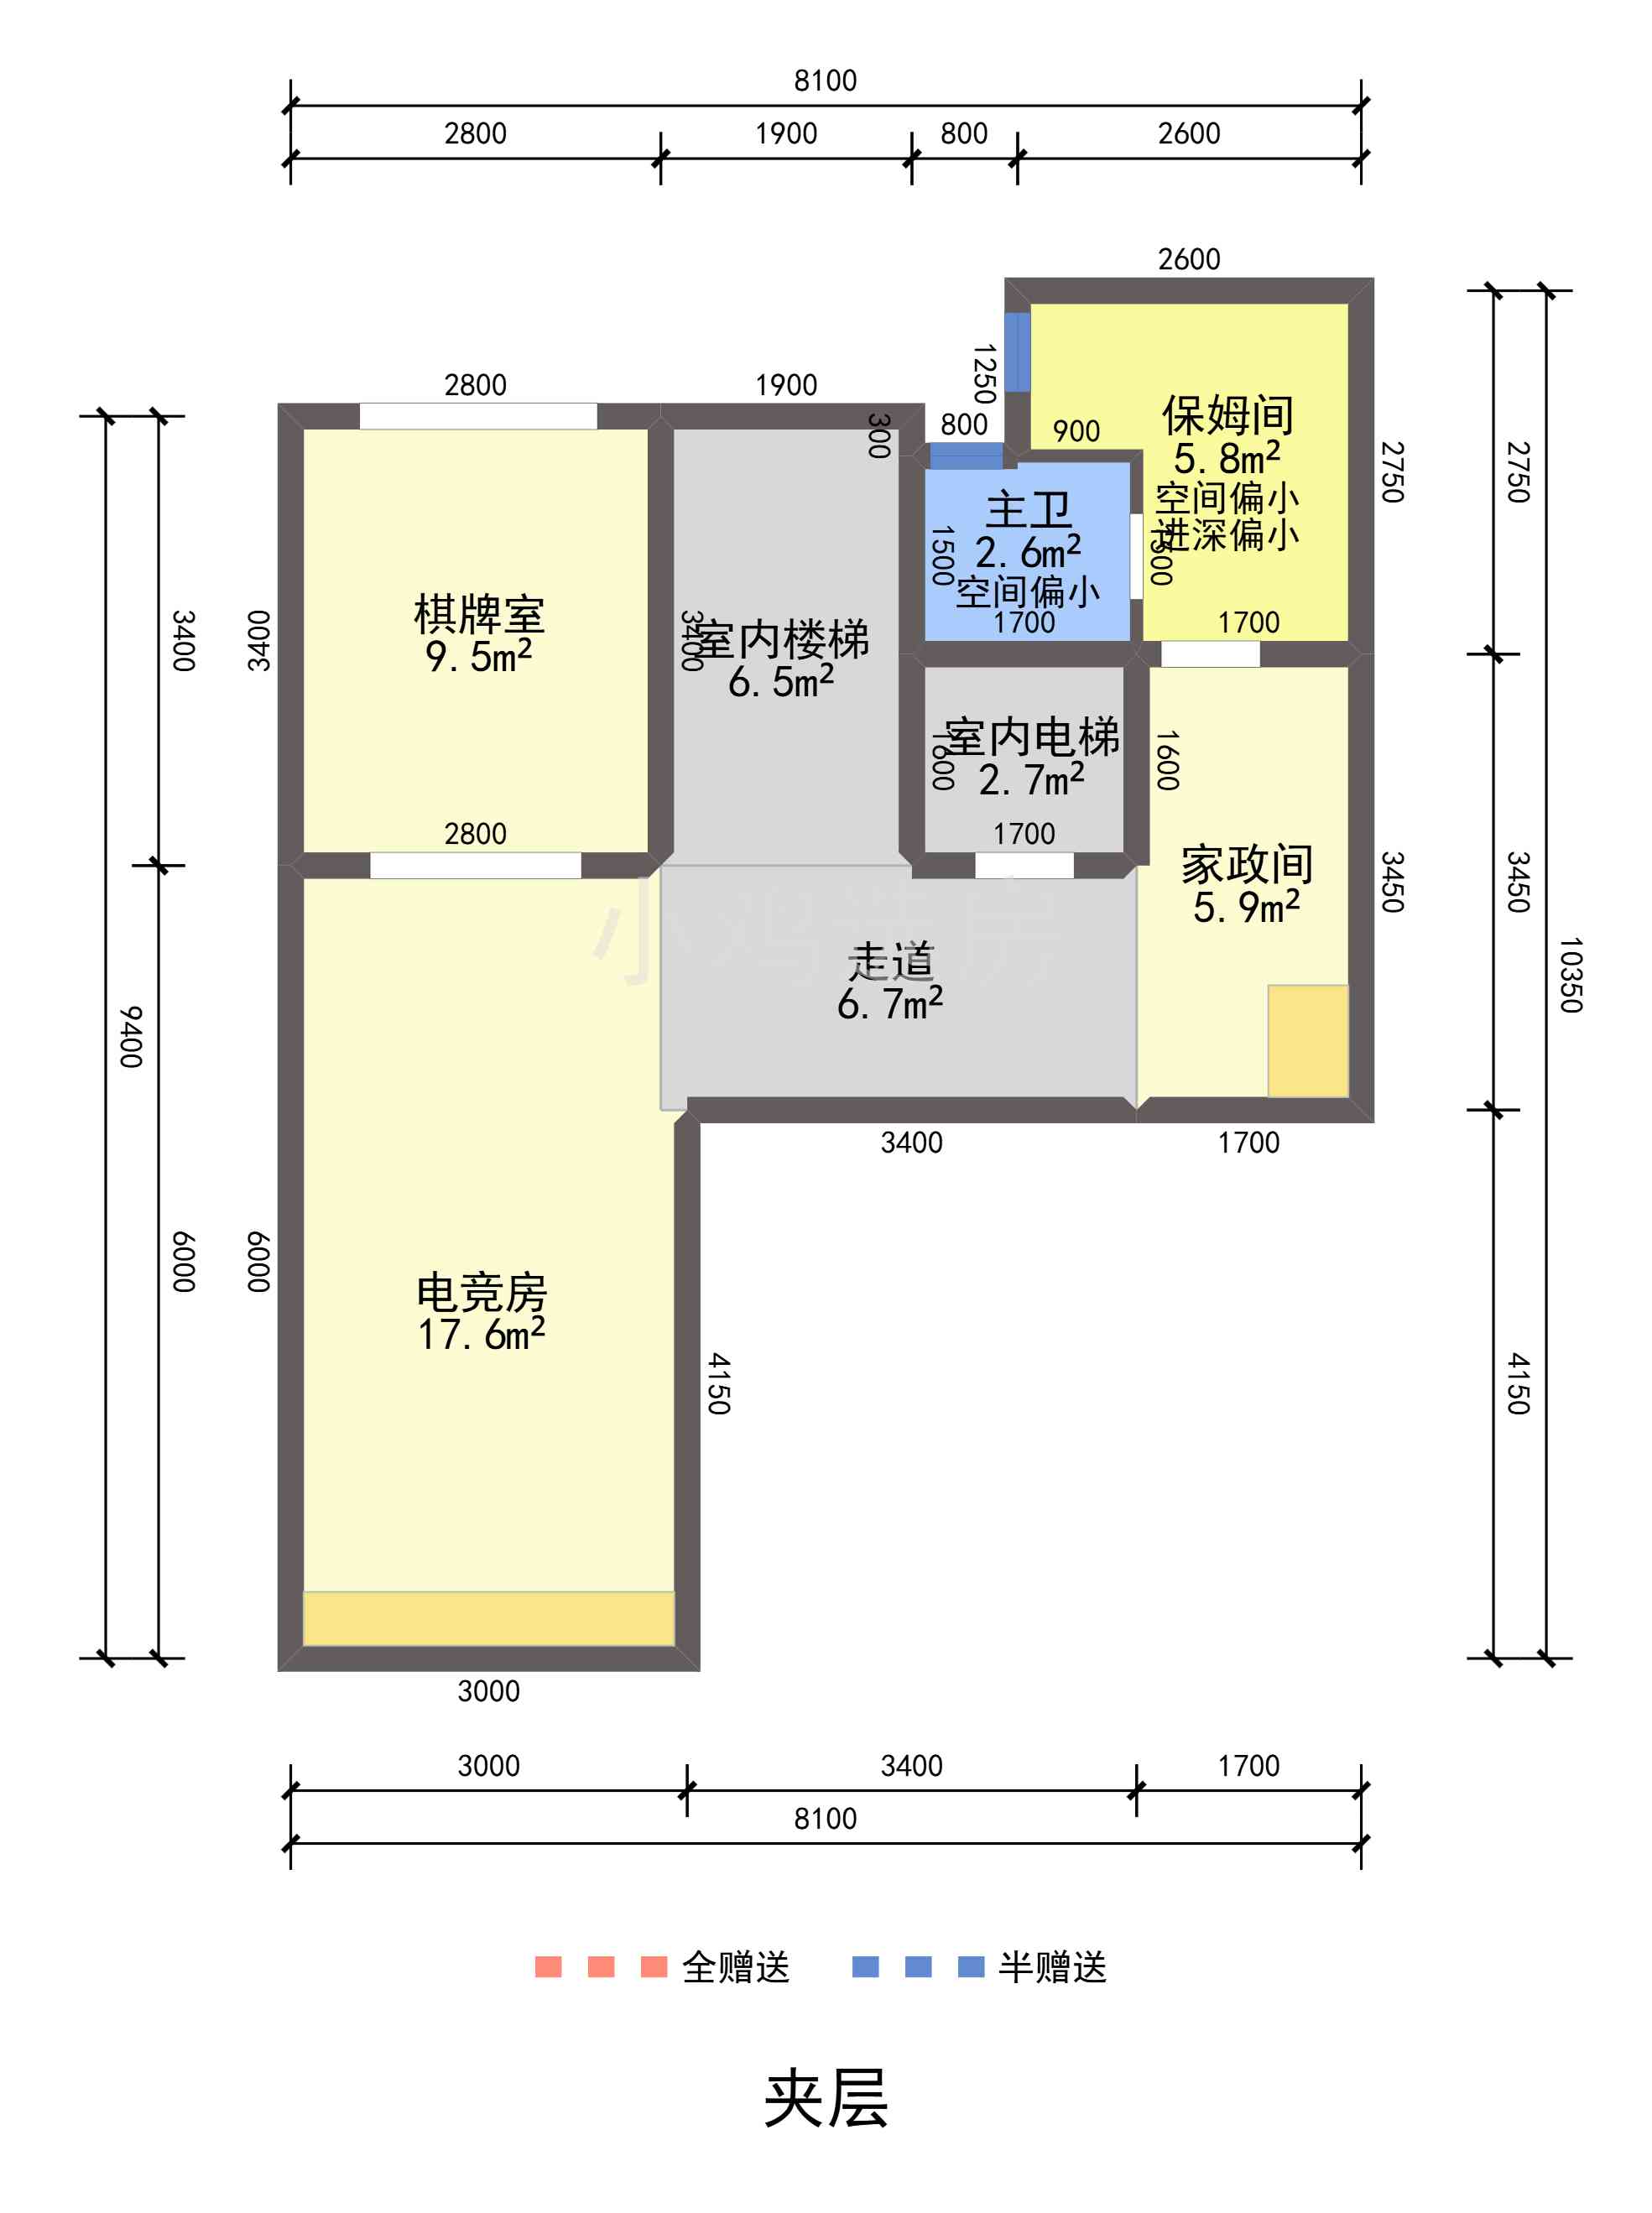 8100
2800 1900 800 2600
2600
2800 1900
1250
300
800
900
保姆间
5.8m²
空间偏小
进深偏小
2750
2750
主卫
2.6m²
空间偏小
1500
1500
1700
1700
棋牌室
9.5m²
3400
3400
3400
室内楼梯
6.5m²
室内电梯
2.7m²
1600
1600
2800
1700
家政间
5.9m²
3450
3450
小鸡选房
走道
6.7m²
10350
9400
3400
1700
6000
6000
电竞房
17.6m²
4150
4150
3000
3000 3400 1700
8100
全赠送 半赠送
夹层